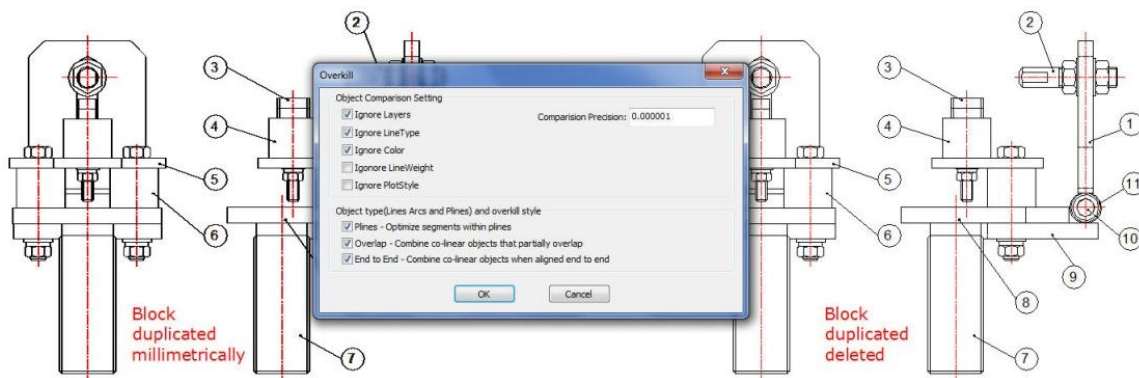 2
3
4
5
6
7
Block
duplicated
millimetrically
Overkill
Object Comparison Setting
Ignore Layers
Comparision Precision: 0.000001
Ignore LineType
Ignore Color
Igonore LineWeight
Ignore PlotStyle
Object type(Lines Arcs and Plines) and overkill style
Plines - Optimize segments within plines
Overlap - Combine co-linear objects that partially overlap
End to End - Combine co-linear objects when aligned end to end
OK
Cancel
2
3
4
1
5
6
11
10
9
8
7
Block
duplicated
deleted